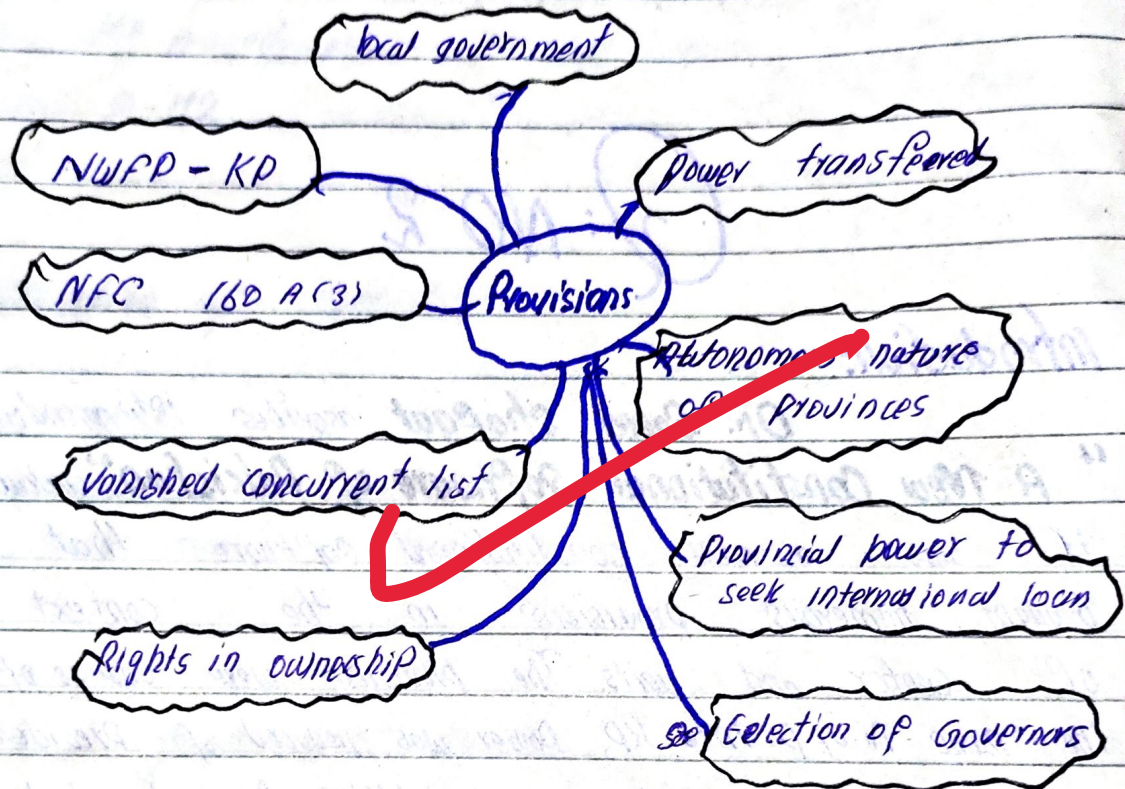 local government
NWFP - KP
Power transfeered
NFC 160 A (3)
Provisions
Autonomous nature
of provinces
Vanished concurrent list
Provincial power to
seek international loan
Rights in ownership
Selection of Governors